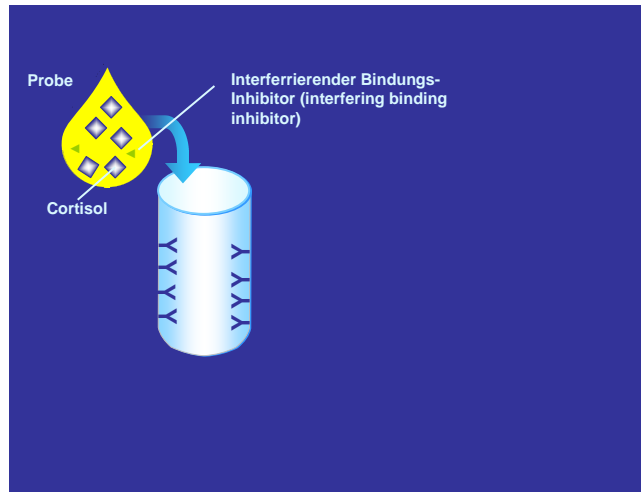 Probe
Interferrierender Bindungs-
Inhibitor (interfering binding
inhibitor)
Cortisol